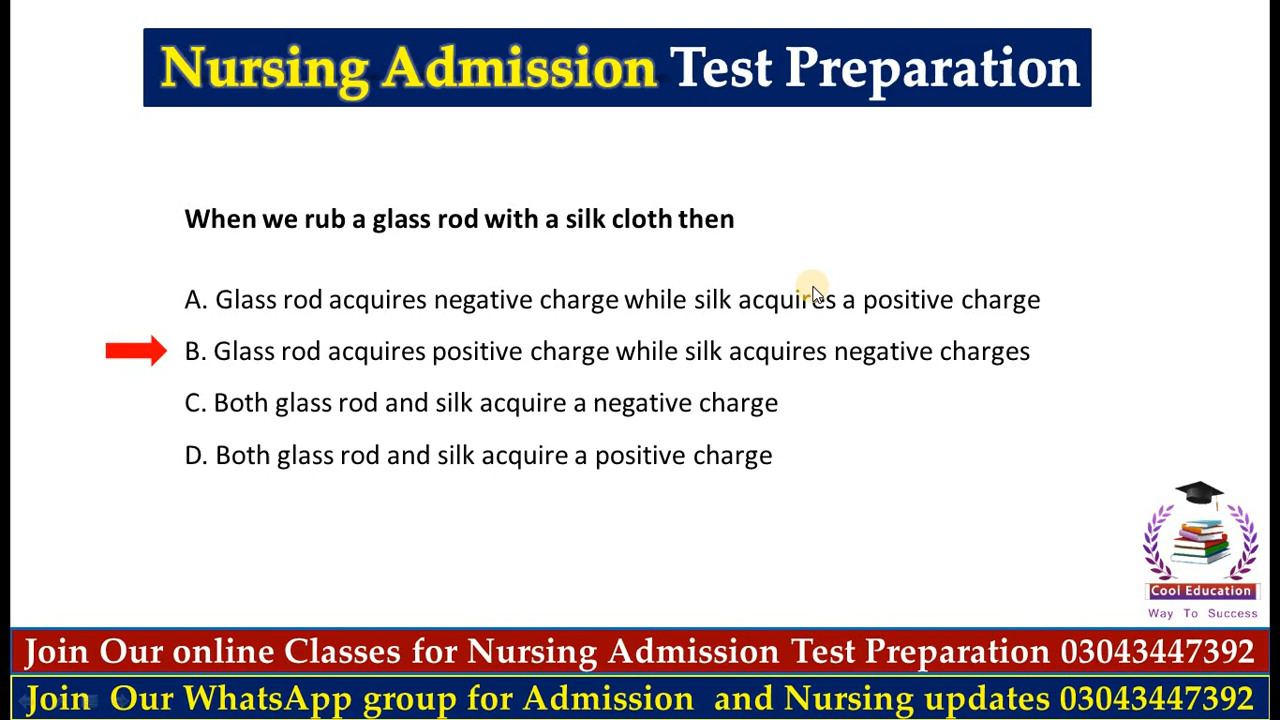 Nursing Admission Test Preparation
When we rub a glass rod with a silk cloth then
A. Glass rod acquires negative charge while silk acquires a positive charge
B. Glass rod acquires positive charge while silk acquires negative charges
C. Both glass rod and silk acquire a negative charge
D. Both glass rod and silk acquire a positive charge
Cool Education
Way To Success
Join Our online Classes for Nursing Admission Test Preparation 03043447392
Join Our WhatsApp group for Admission and Nursing updates 03043447392